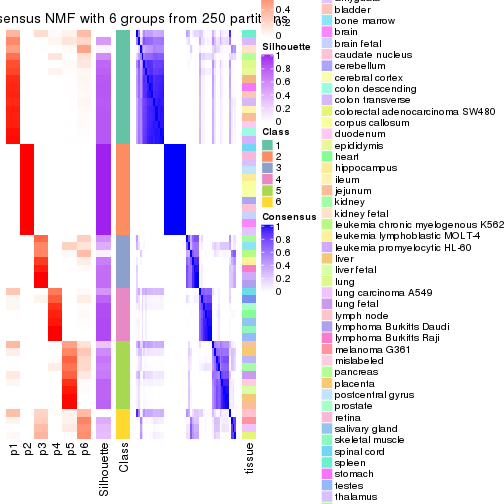 sensus NMF with 6 groups from 250 partitions
0.4
0.2
0
Silhouette
1
0.8
0.6
0.4
0.2
0
Class
1
2
3
4
5
6
Consensus
1
0.8
0.6
0.4
0.2
0
p1
p2
p3
p4
p5
p6
Silhouette
Class
tissue
amygdala
bladder
bone marrow
brain
brain fetal
caudate nucleus
cerebellum
cerebral cortex
colon descending
colon transverse
colorectal adenocarcinoma SW480
corpus callosum
duodenum
epididymis
heart
hippocampus
ileum
jejunum
kidney
kidney fetal
leukemia chronic myelogenous K562
leukemia lymphoblastic MOLT-4
leukemia promyelocytic HL-60
liver
liver fetal
lung
lung carcinoma A549
lung fetal
lymph node
lymphoma Burkitts Daudi
lymphoma Burkitts Raji
melanoma G361
mislabeled
pancreas
placenta
postcentral gyrus
prostate
retina
salivary gland
skeletal muscle
spinal cord
spleen
stomach
testes
thalamus